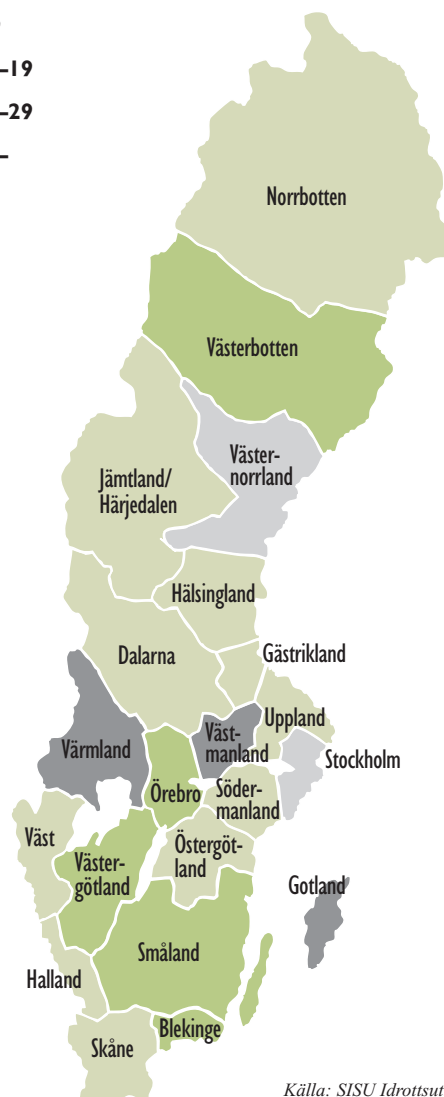 –19
–29
–
Norrbotten
Västerbotten
Väster-
norrland
Jämtland/
Härjedalen
Hälsingland
Dalarna
Gästrikland
Uppland
Väst-
manland
Värmland
Stockholm
Örebro
Söder-
manland
Väst
Östergöt-
land
Väster-
götland
Gotland
Småland
Halland
Blekinge
Skåne
Källa: SISU Idrottsut